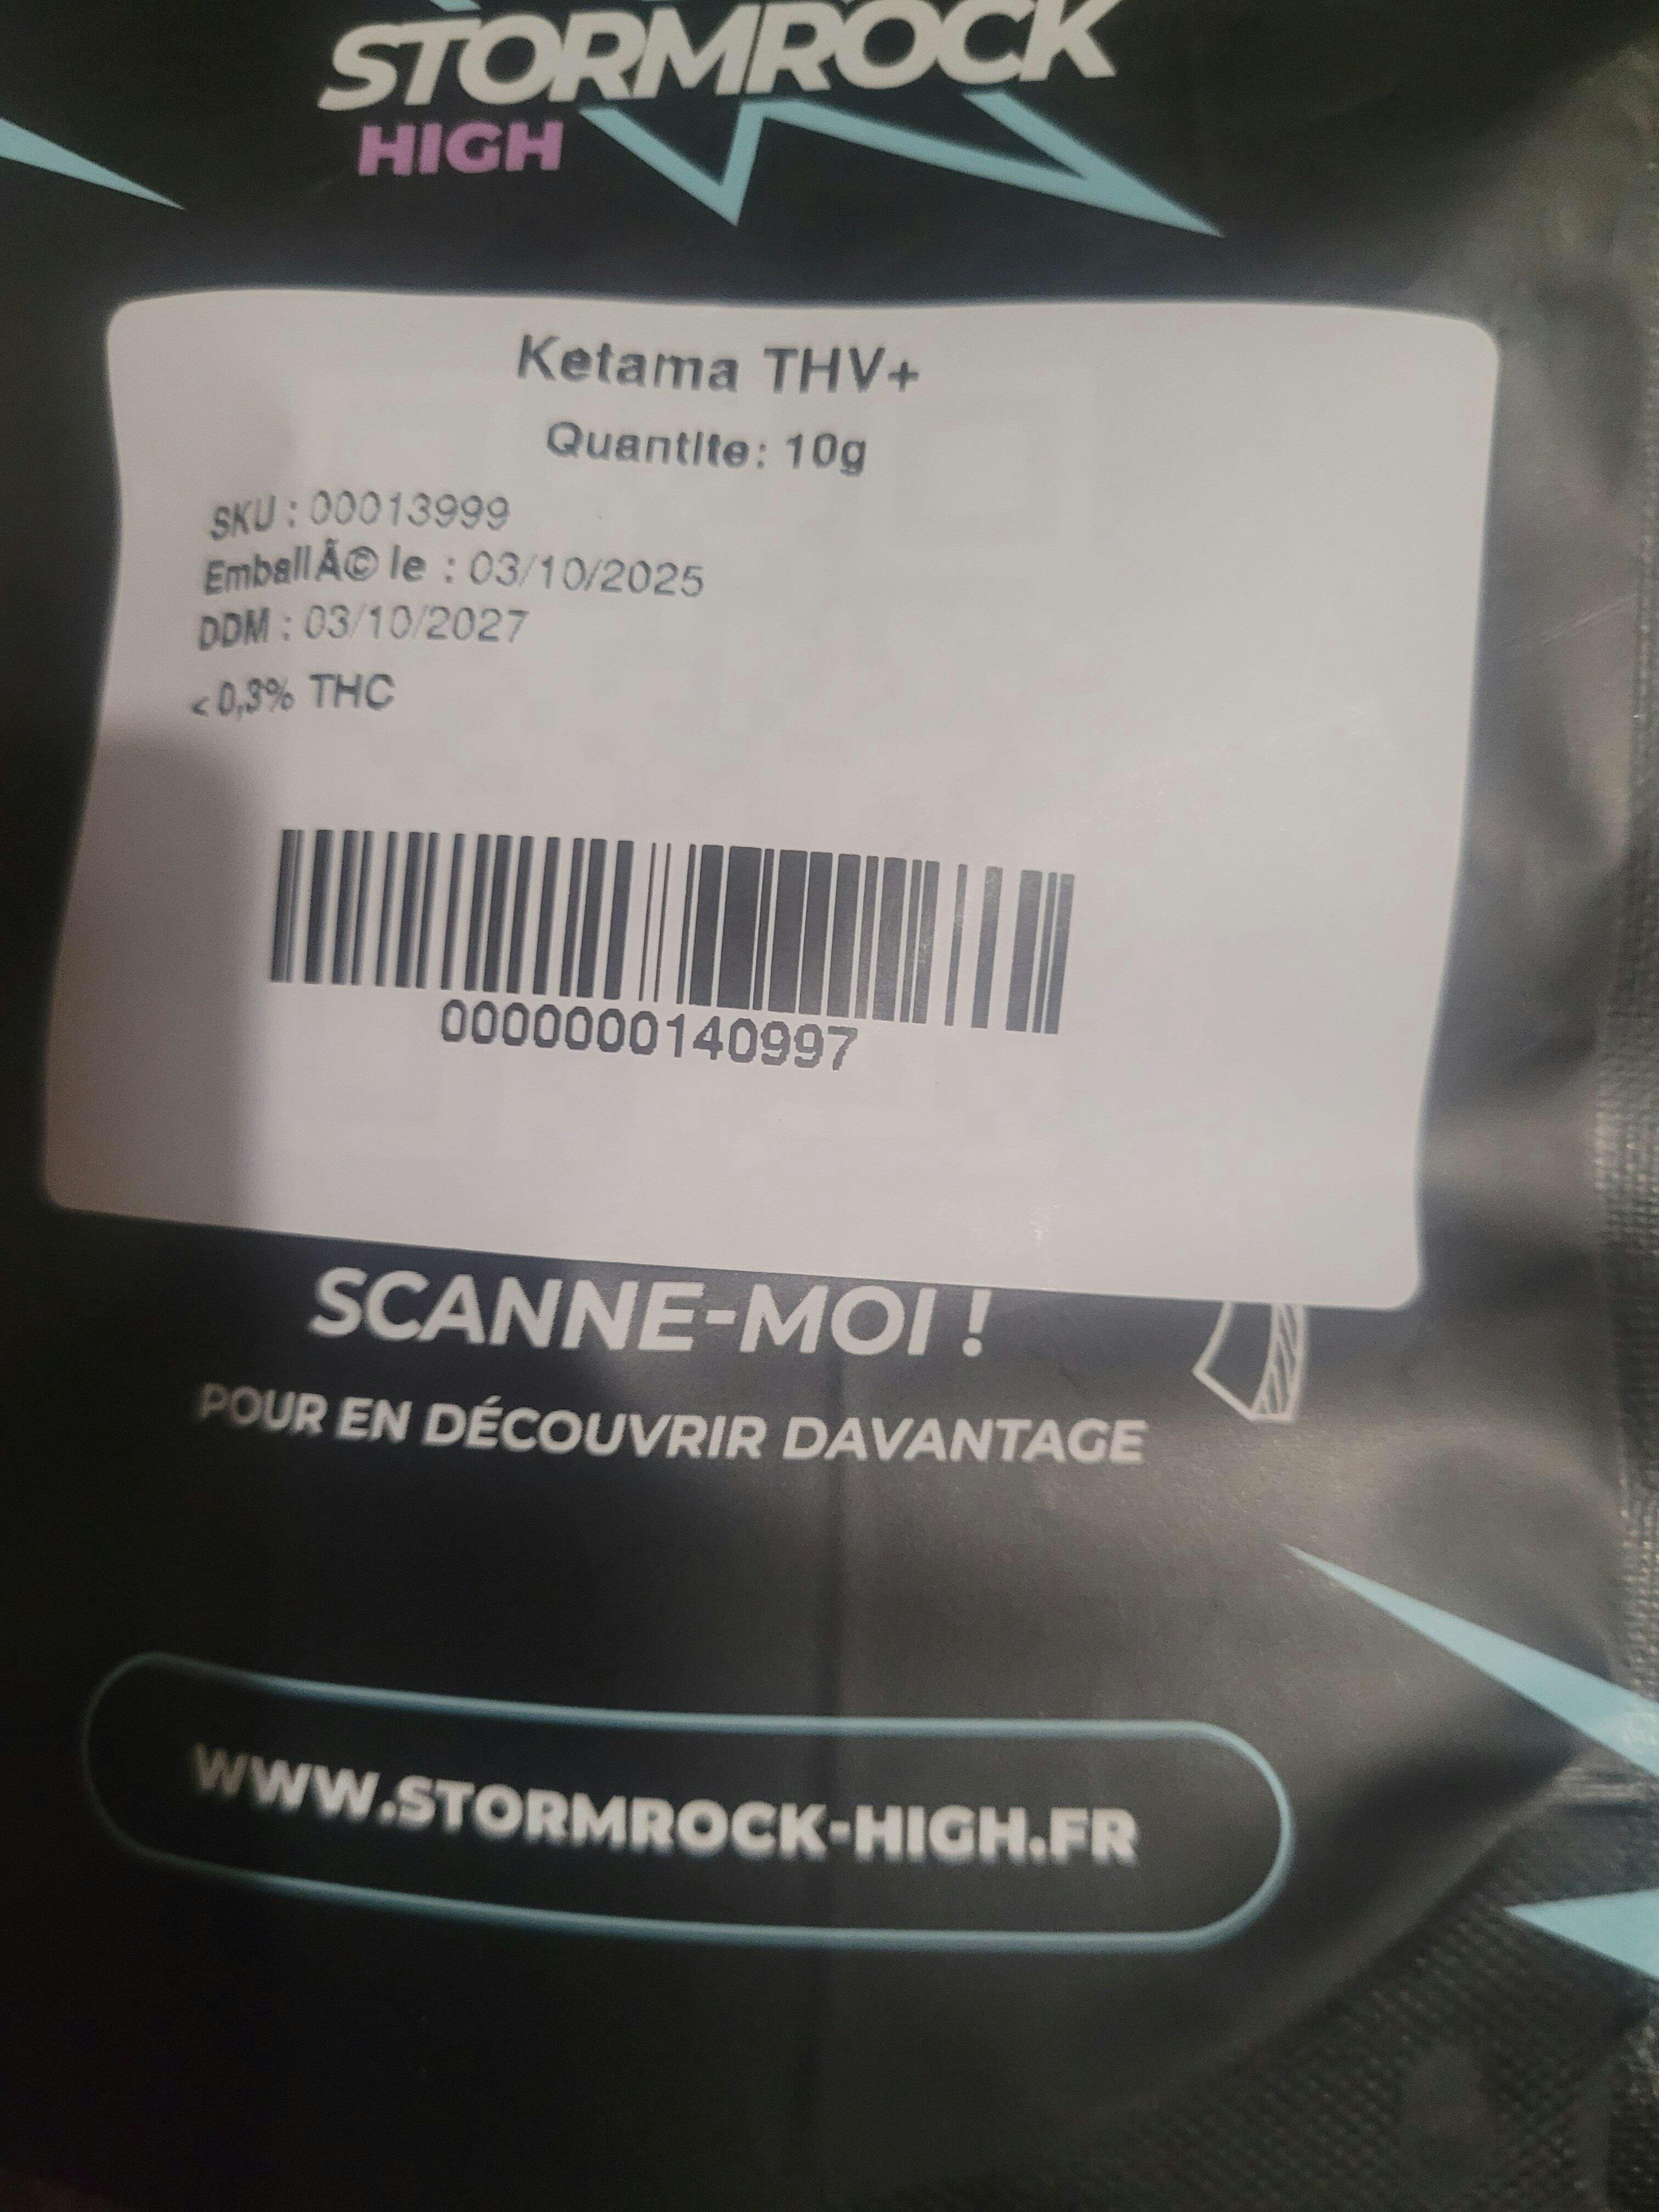 STORMROCK
HIGH
Ketama THV+
Quantite: 10g
SKU : 00013999
EmballÃ© le : 03/10/2025
DDM : 03/10/2027
< 0,3% THC
0000000140997
SCANNE-MOI !
POUR EN DÉCOUVRIR DAVANTAGE
WWW.STORMROCK-HIGH.FR